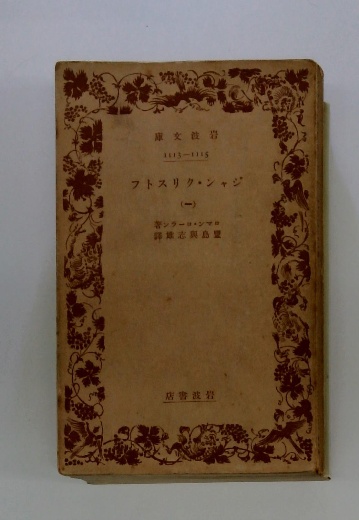 岩波文庫
1113—1115
ジャン・クリストフ
(一)
ロマン・ローラン著
豐島與志雄譯
岩波書店